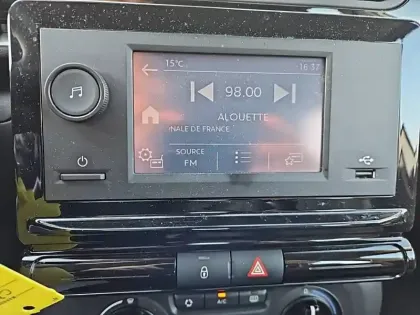 15°C 16:37
98.00
ALOUETTE
NALE DE FRANCE
SOURCE
FM
A/C